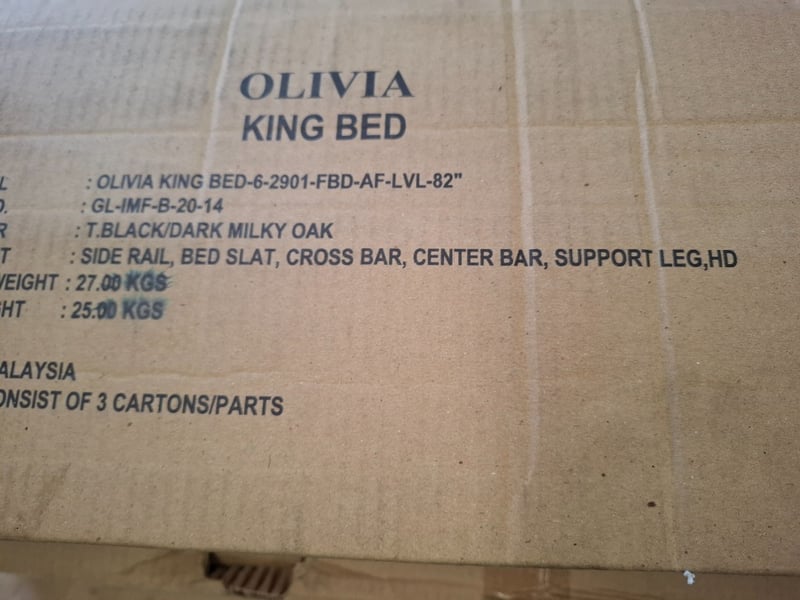 OLIVIA
KING BED
L : OLIVIA KING BED-6-2901-FBD-AF-LVL-82"
O. : GL-IMF-B-20-14
R : T.BLACK/DARK MILKY OAK
T : SIDE RAIL, BED SLAT, CROSS BAR, CENTER BAR, SUPPORT LEG,HD
WEIGHT : 27.00 KGS
GHT : 25.00 KGS
ALAYSIA
ONSIST OF 3 CARTONS/PARTS